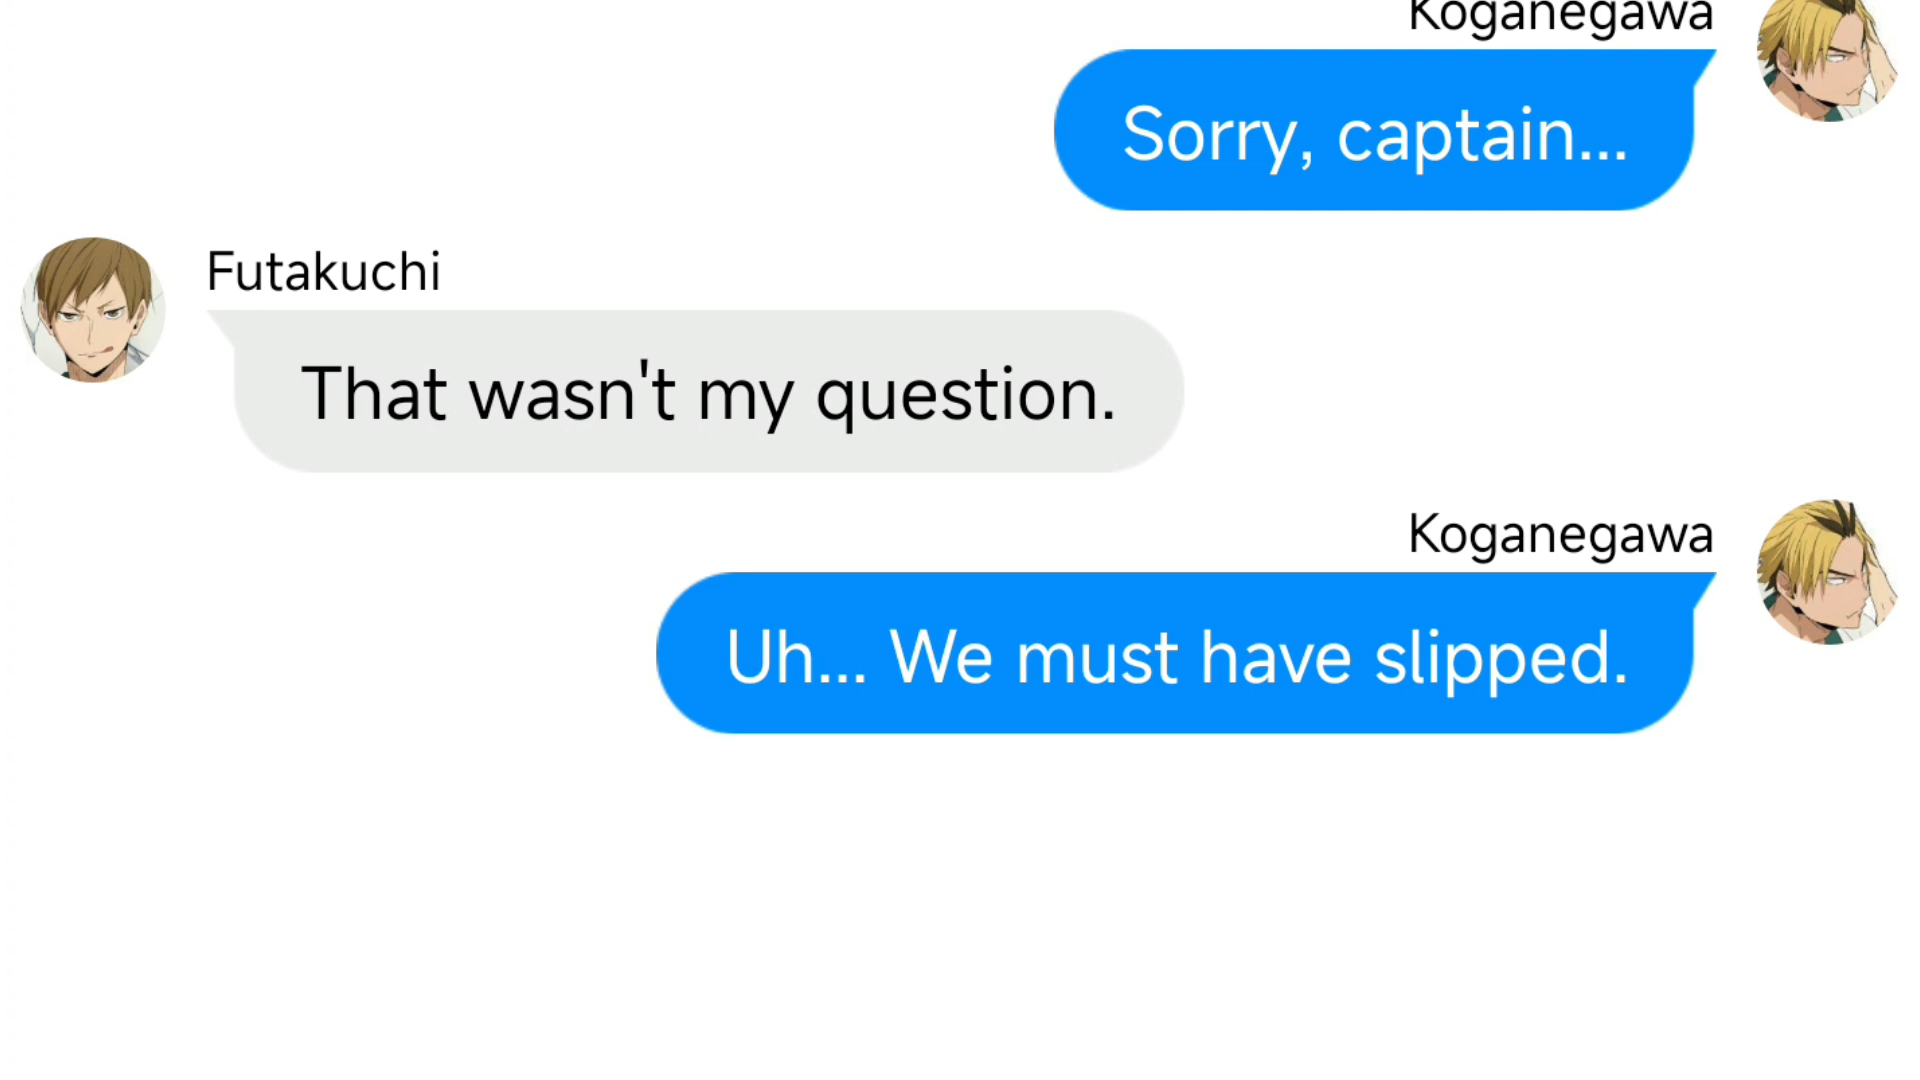 Koganegawa
Sorry, captain...
Futakuchi
That wasn't my question.
Koganegawa
Uh... We must have slipped.